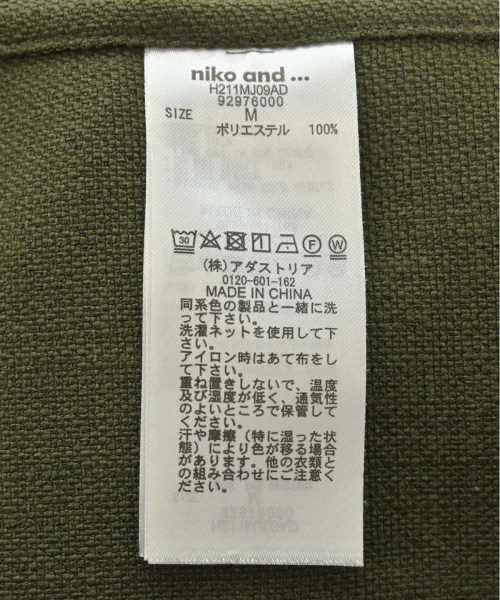 niko and ...
H211MJ09AD
92976000
SIZE M
ポリエステル 100%
30
(株)アダストリア
0120-601-162
MADE IN CHINA
同系色の製品と一緒に洗
って下さい。
洗濯ネットを使用して下
さい。
アイロン時はあて布をし
て下さい。
重ね置きしないで、温度
及び湿度が低く、通気性
のよいところで保管して
ください。
汗や摩擦（特に湿った状
態）により色が移る場合
があります。他の衣類と
の組み合わせにご注意く
ださい。